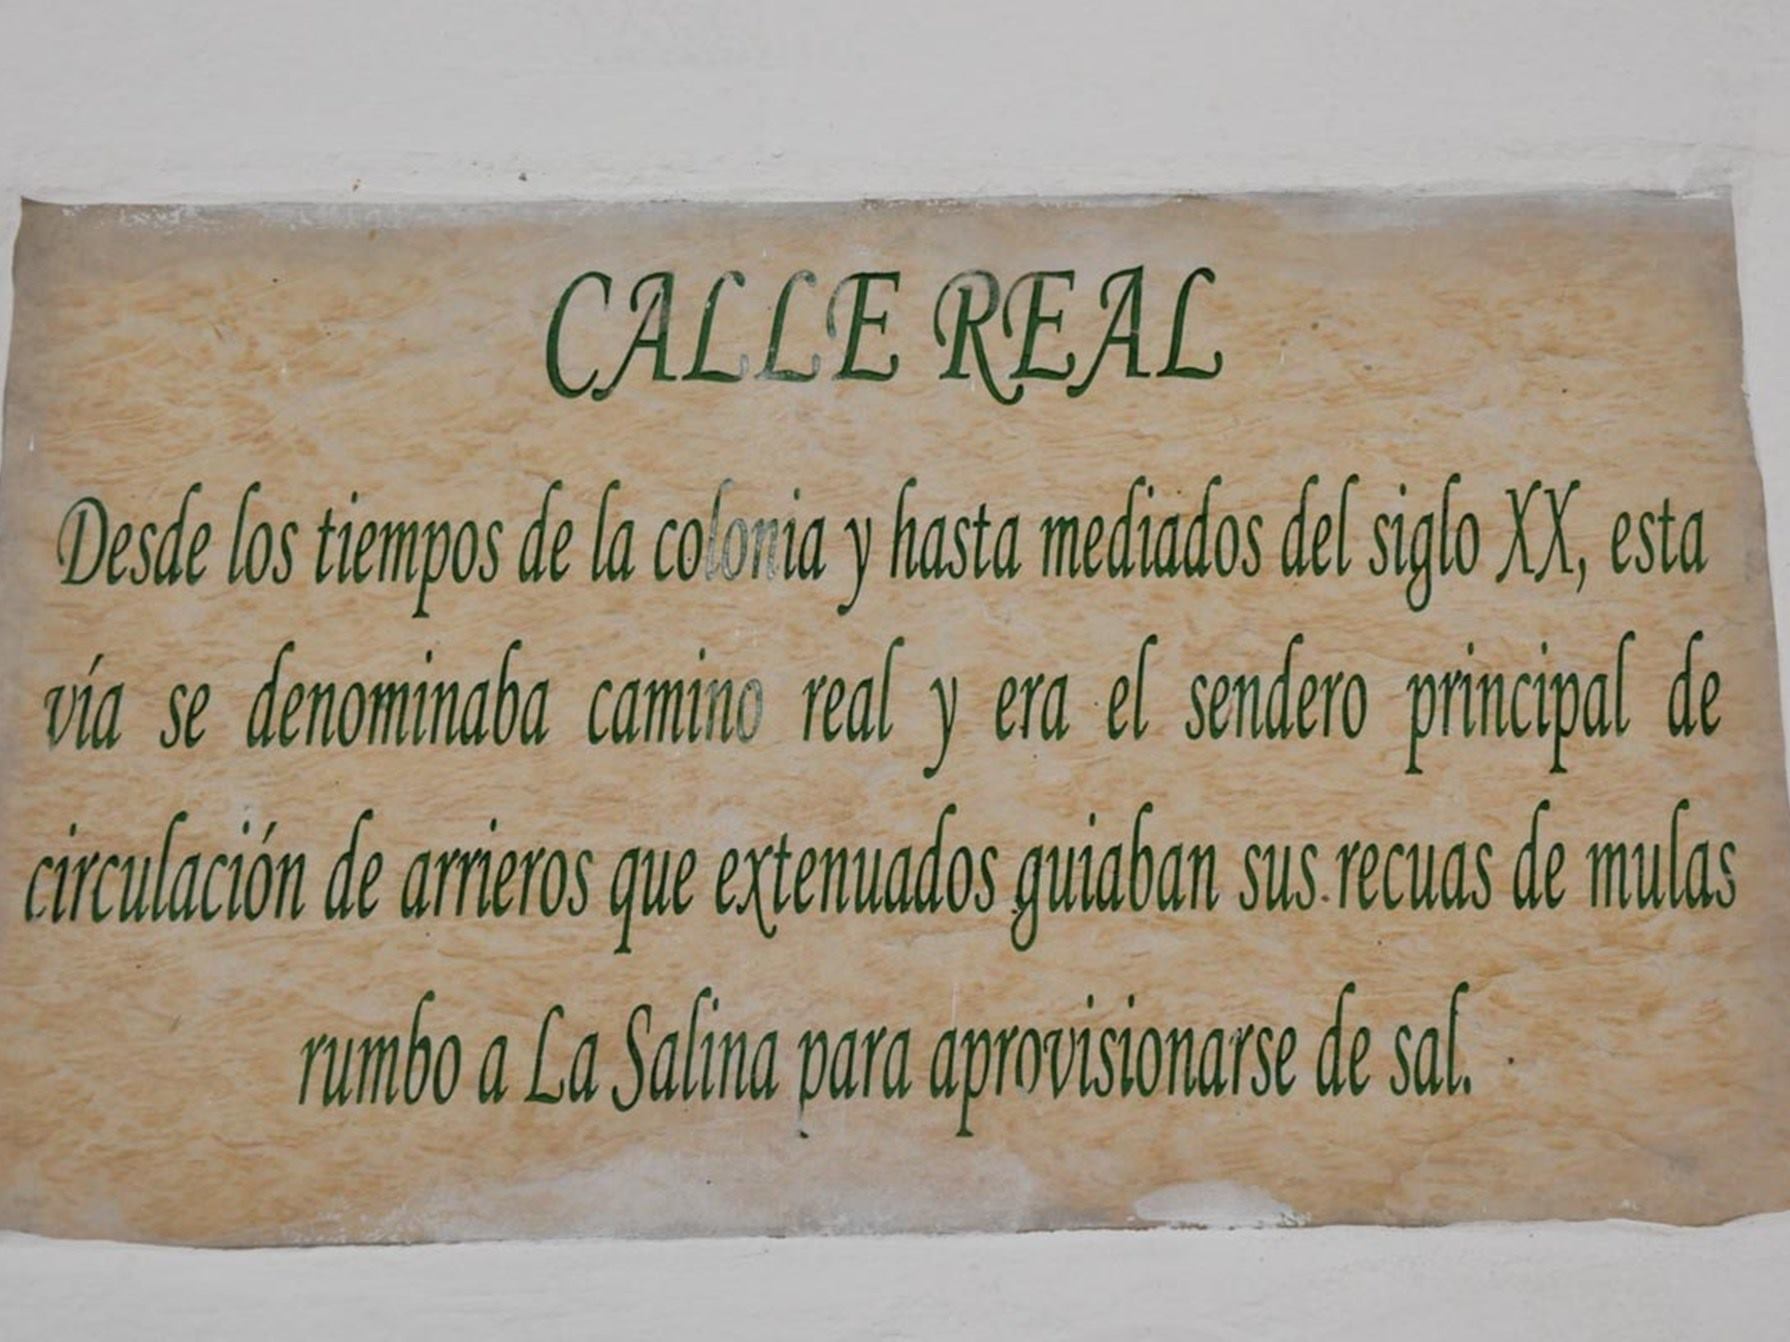 CALLE REAL
Desde los tiempos de la colonia y hasta mediados del siglo XX, esta
vía se denominaba camino real y era el sendero principal de
circulación de arrieros que extenuados guiaban sus recuas de mulas
rumbo a La Salina para aprovisionarse de sal.